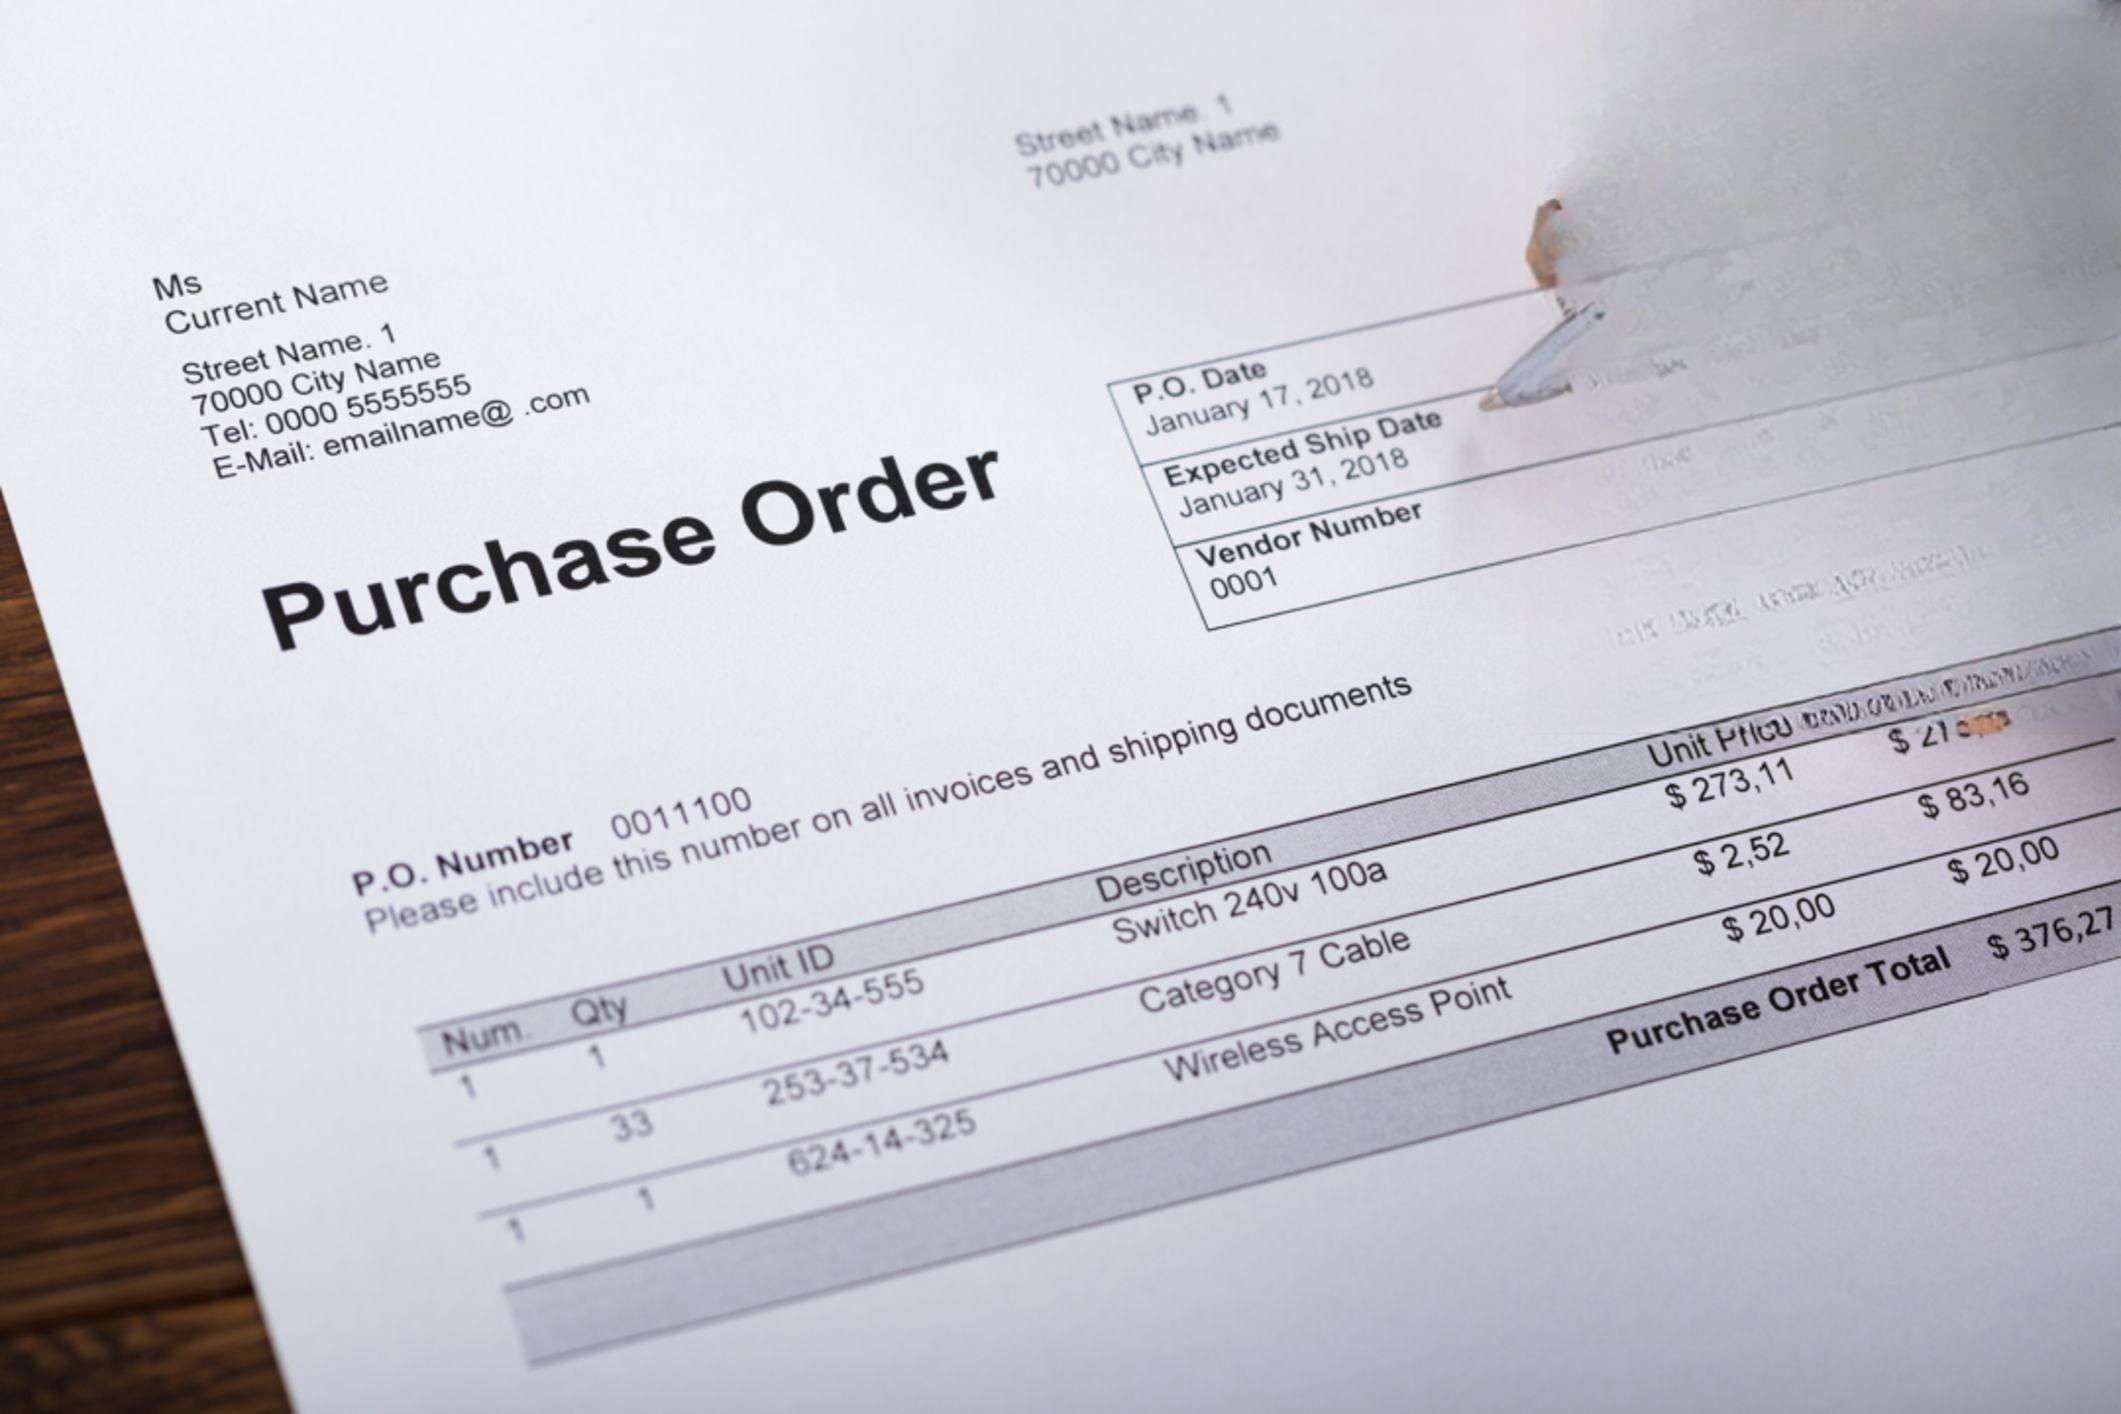 Street Name. 1
70000 City Name
Ms
Current Name
Street Name. 1
70000 City Name
Tel: 0000 5555555
E-Mail: emailname@ .com
Purchase Order
P.O. Date
January 17, 2018
Expected Ship Date
January 31, 2018
Vendor Number
0001
P.O. Number 0011100
Please include this number on all invoices and shipping documents
Num. Qty Unit ID Description Unit
1 1 102-34-555 Switch 240v 100a $ 273,11 $
1 33 253-37-534 Category 7 Cable $ 2,52 $ 83,16
1 1 624-14-325 Wireless Access Point $ 20,00 $ 20,00
Purchase Order Total $ 376,27